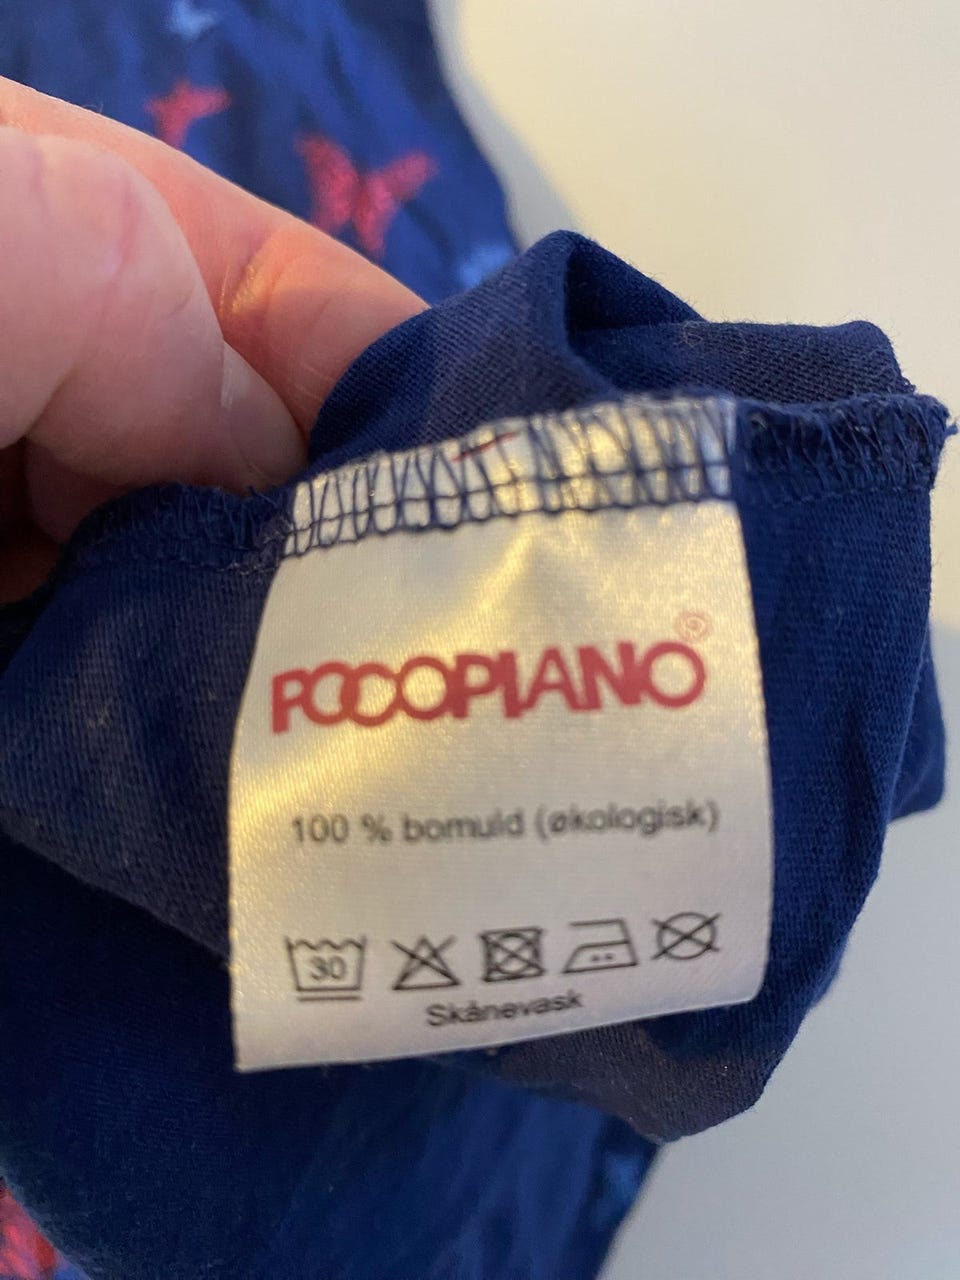 POCOPIANO®
100 % bomuld (økologisk)
30
Skånevask